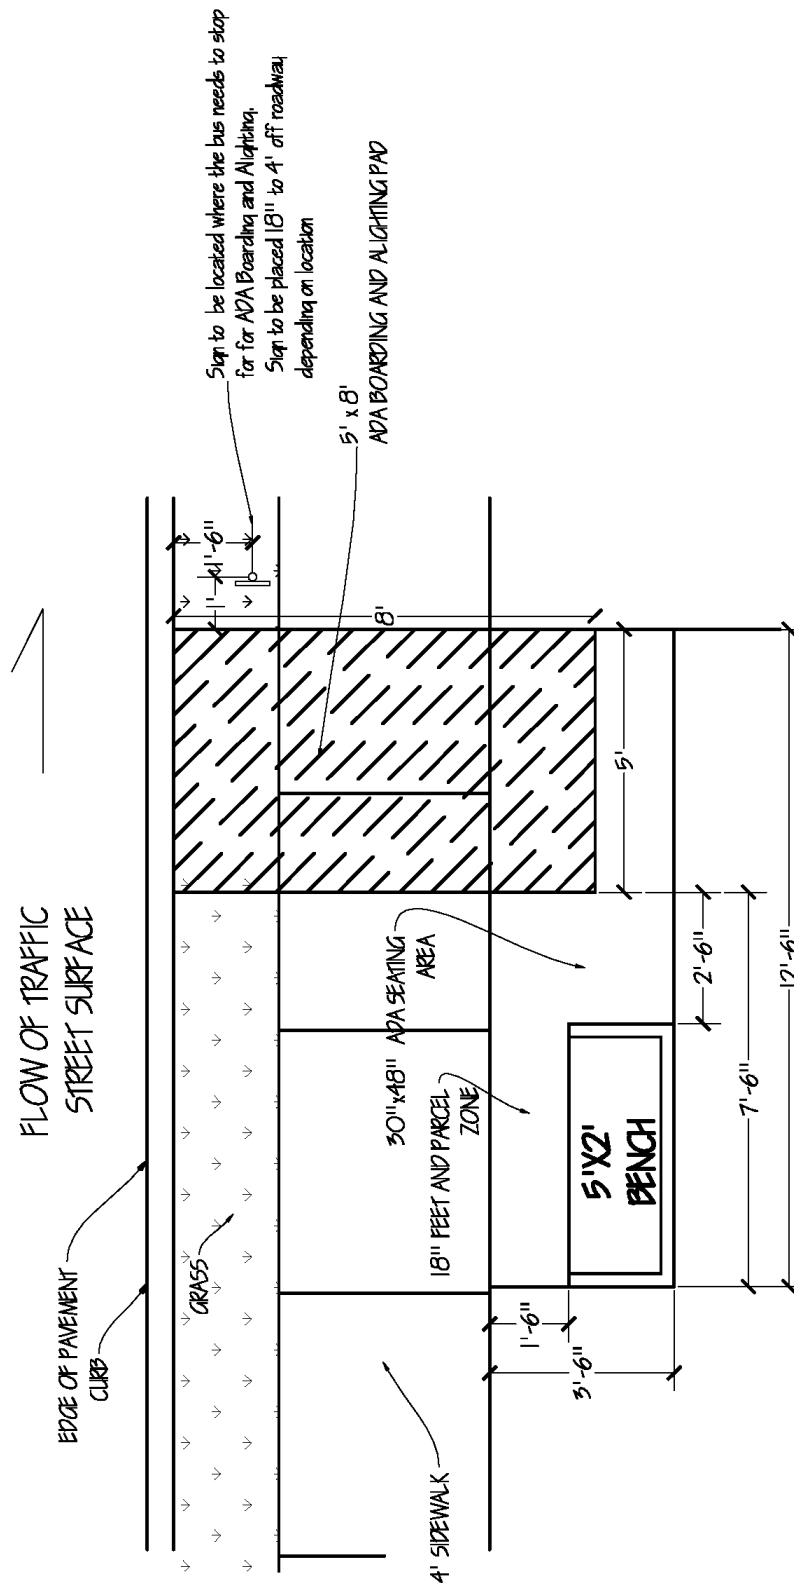 FLOW OF TRAFFIC
STREET SURFACE
EDGE OF PAVEMENT
CURB
GRASS
4' SIDEWALK
Sign to be located where the bus needs to stop
for for ADA Boarding and Alighting.
Sign to be placed 18" to 4' off roadway
depending on location
5' x 8'
ADA BOARDING AND ALIGHTING PAD
1'-6"
1'
8'
5'
30"x48" ADA SEATING
AREA
18" FEET AND PARCEL
ZONE
5'X2'
BENCH
1'-6"
3'-6"
2'-6"
7'-6"
12'-6"